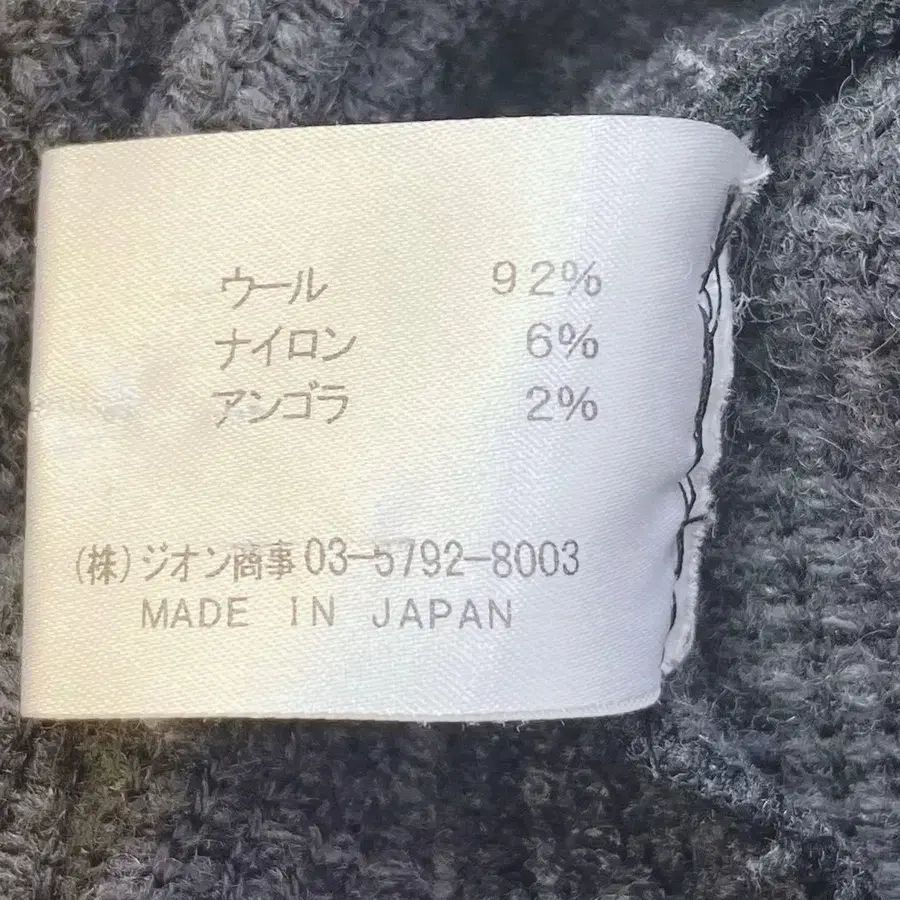 ウール 92%
ナイロン 6%
アンゴラ 2%
(株)ジオン商事 03-5792-8003
MADE IN JAPAN